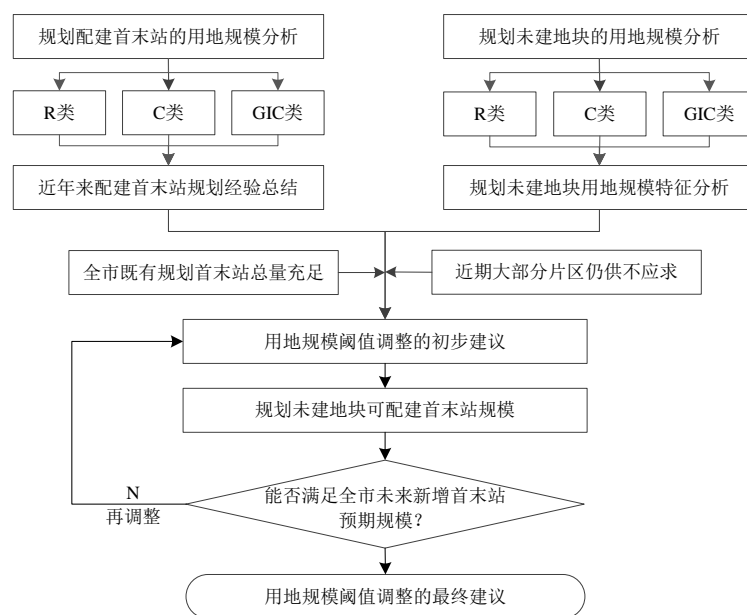 规划配建首末站的用地规模分析
规划未建地块的用地规模分析
R类
C类
GIC类
R类
C类
GIC类
近年来配建首末站规划经验总结
规划未建地块用地规模特征分析
全市既有规划首末站总量充足
近期大部分片区仍供不应求
用地规模阈值调整的初步建议
规划未建地块可配建首末站规模
N
再调整
能否满足全市未来新增首末站
预期规模？
用地规模阈值调整的最终建议